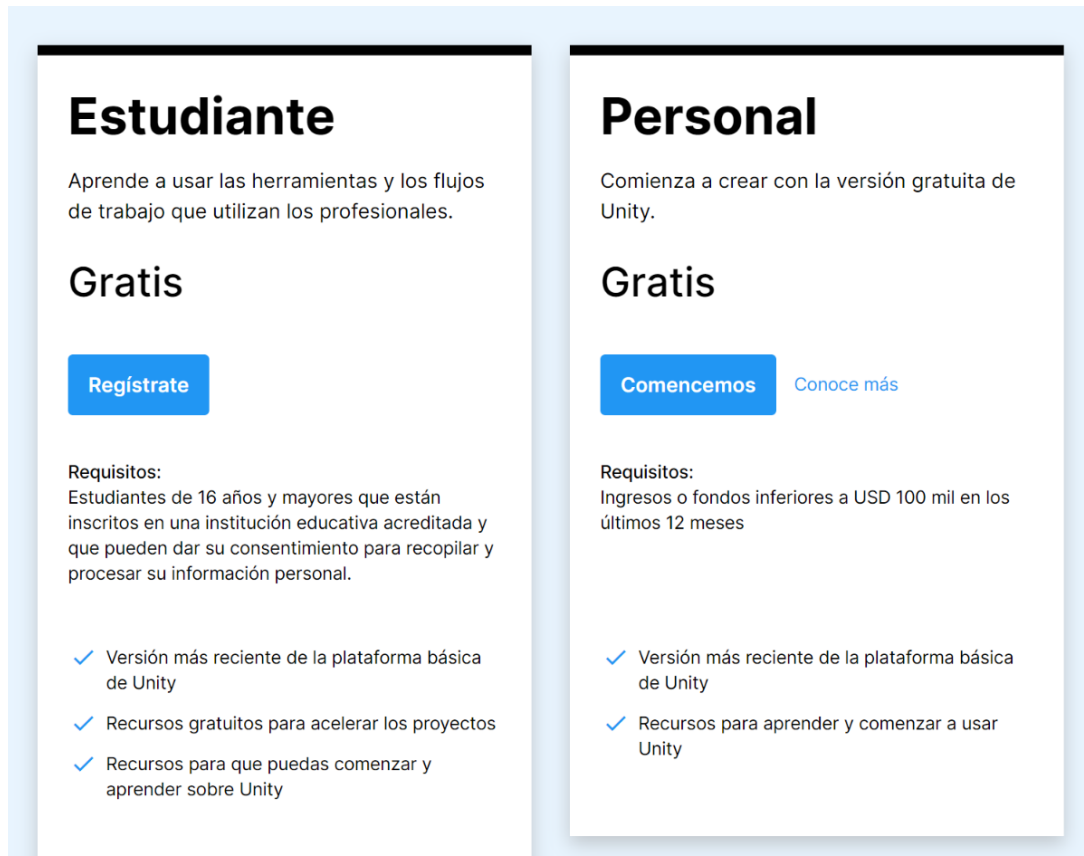 Estudiante
Aprende a usar las herramientas y los flujos
de trabajo que utilizan los profesionales.
Gratis
Regístrate
Requisitos:
Estudiantes de 16 años y mayores que están
inscritos en una institución educativa acreditada y
que pueden dar su consentimiento para recopilar y
procesar su información personal.
Versión más reciente de la plataforma básica
de Unity
Recursos gratuitos para acelerar los proyectos
Recursos para que puedas comenzar y
aprender sobre Unity
Personal
Comienza a crear con la versión gratuita de
Unity.
Gratis
Comencemos
Conoce más
Requisitos:
Ingresos o fondos inferiores a USD 100 mil en los
últimos 12 meses
Versión más reciente de la plataforma básica
de Unity
Recursos para aprender y comenzar a usar
Unity